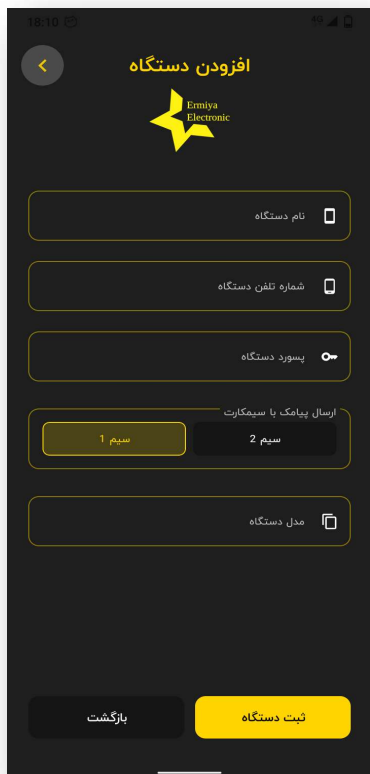 18:10
4G
افزودن دستگاه
Ermiya
Electronic
نام دستگاه
شماره تلفن دستگاه
پسورد دستگاه
ارسال پیامک با سیمکارت
سیم 2
سیم 1
مدل دستگاه
ثبت دستگاه
بازگشت